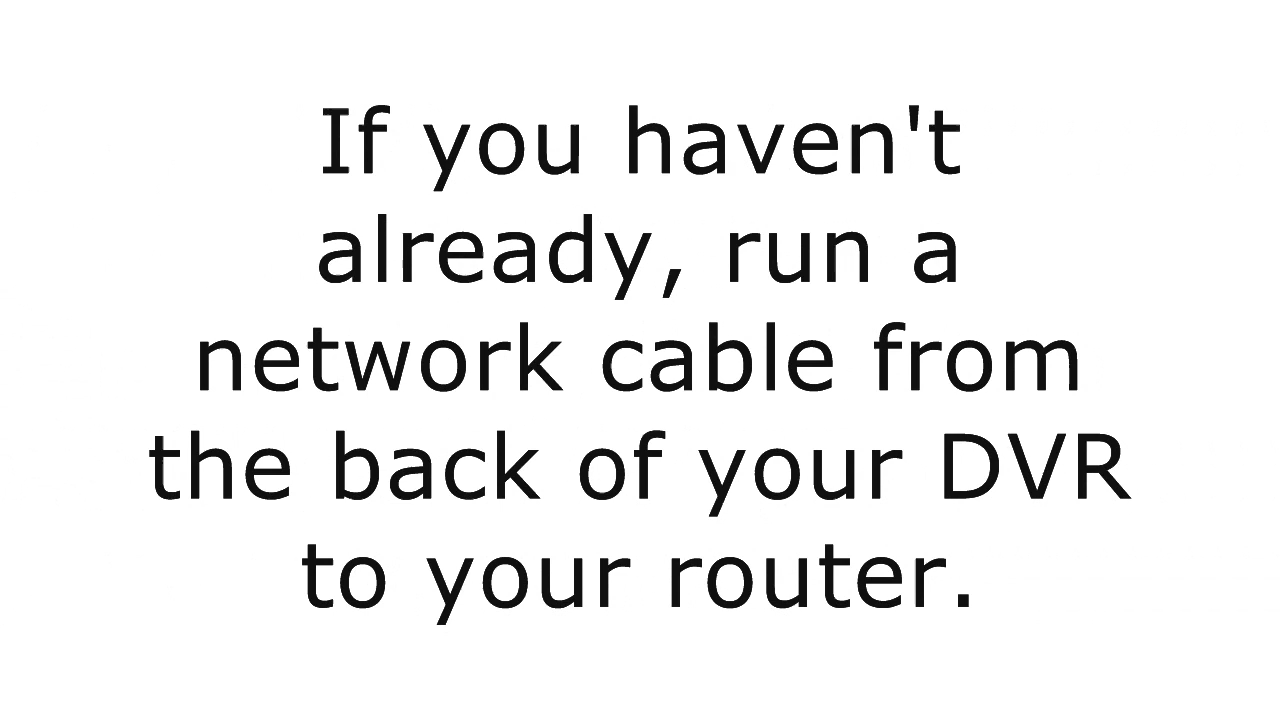 If you haven't
already, run a
network cable from
the back of your DVR
to your router.